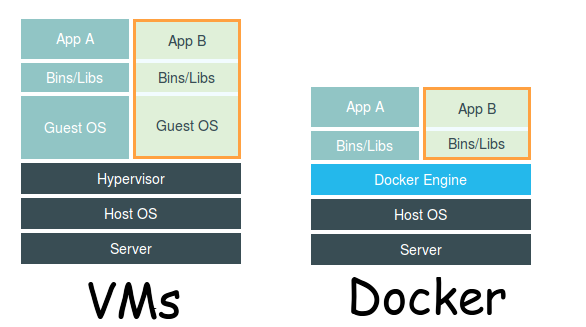 App A
App B
Bins/Libs
Bins/Libs
Guest OS
Guest OS
Hypervisor
Host OS
Server
VMs
App A
App B
Bins/Libs
Bins/Libs
Docker Engine
Host OS
Server
Docker